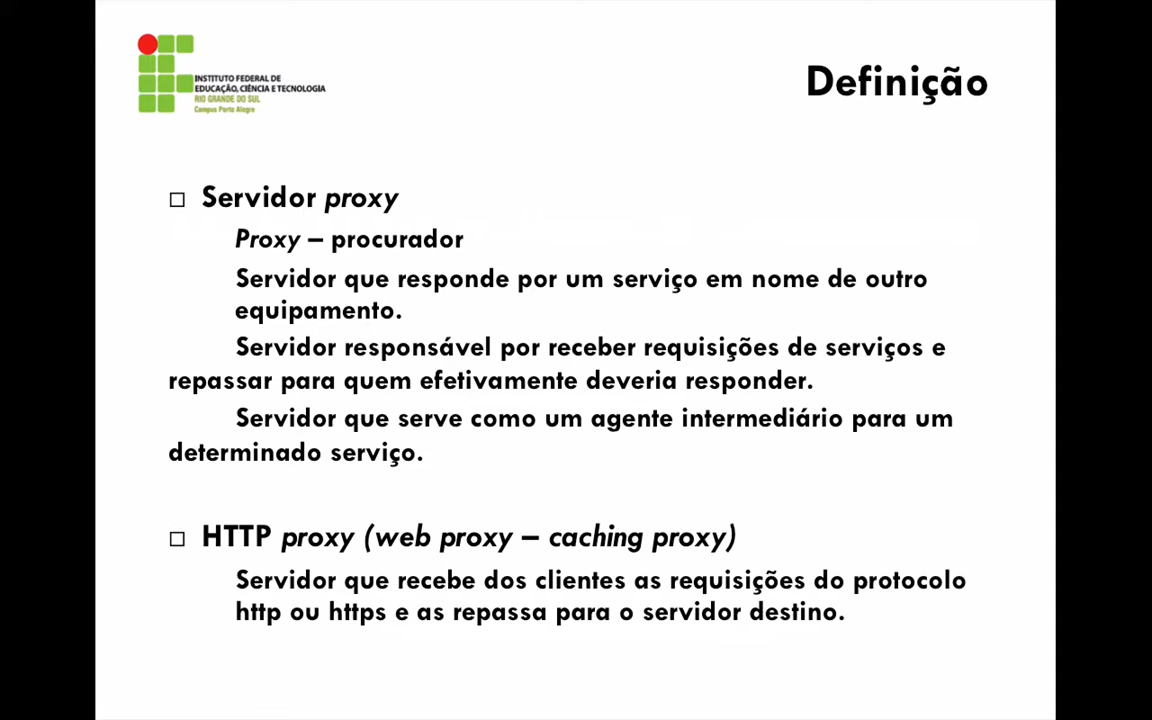 INSTITUTO FEDERAL DE
EDUCAÇÃO, CIÊNCIA E TECNOLOGIA
RIO GRANDE DO SUL
Campus Porto Alegre
Definição
Servidor proxy
Proxy – procurador
Servidor que responde por um serviço em nome de outro
equipamento.
Servidor responsável por receber requisições de serviços e
repassar para quem efetivamente deveria responder.
Servidor que serve como um agente intermediário para um
determinado serviço.
HTTP proxy (web proxy – caching proxy)
Servidor que recebe dos clientes as requisições do protocolo
http ou https e as repassa para o servidor destino.